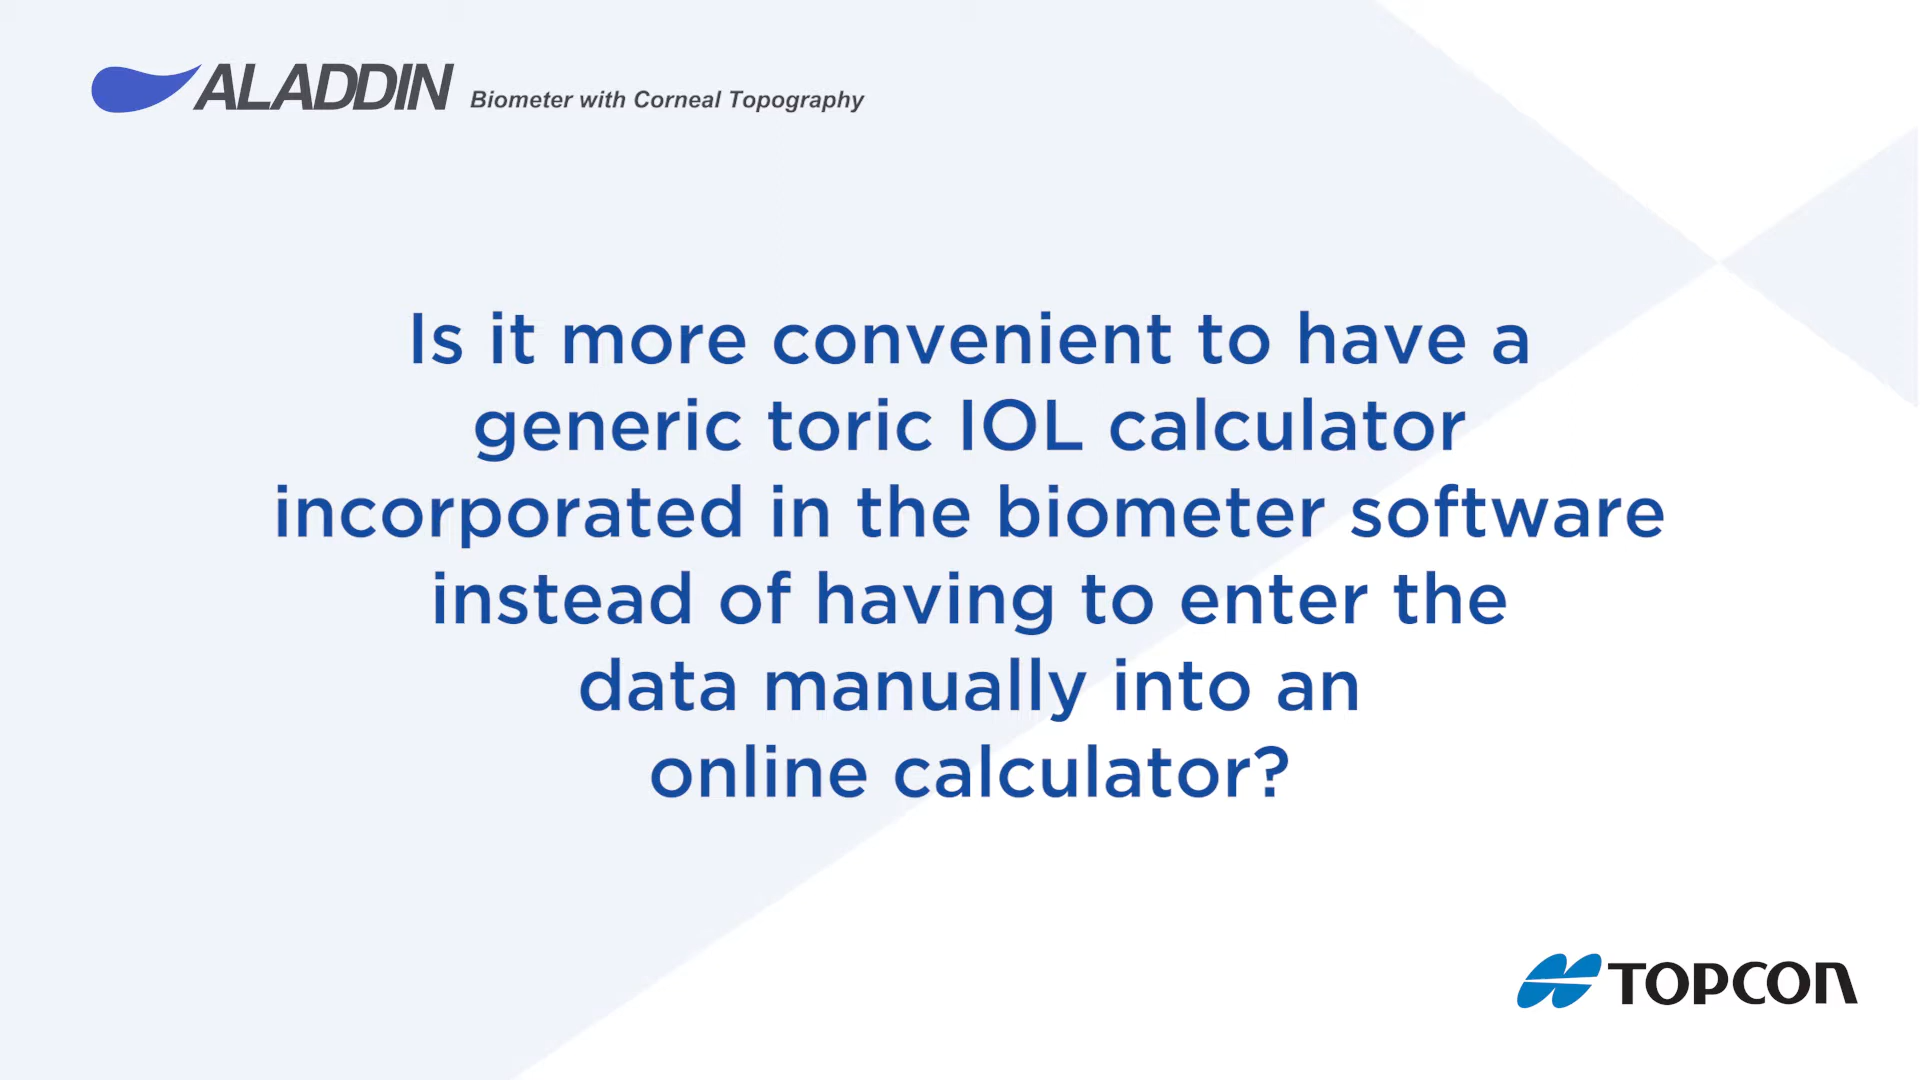 ALADDIN Biometer with Corneal Topography
Is it more convenient to have a
generic toric IOL calculator
incorporated in the biometer software
instead of having to enter the
data manually into an
online calculator?
TOPCON